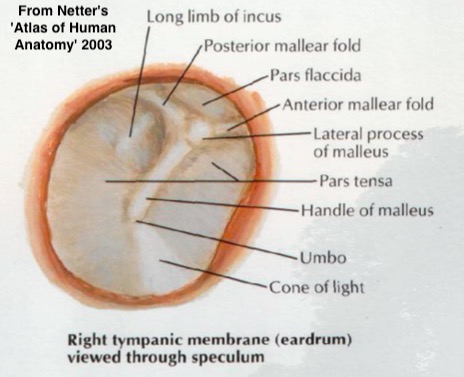 From Netter's
'Atlas of Human
Anatomy' 2003
Long limb of incus
Posterior mallear fold
Pars flaccida
Anterior mallear fold
Lateral process
of malleus
Pars tensa
Handle of malleus
Umbo
Cone of light
Right tympanic membrane (eardrum)
viewed through speculum